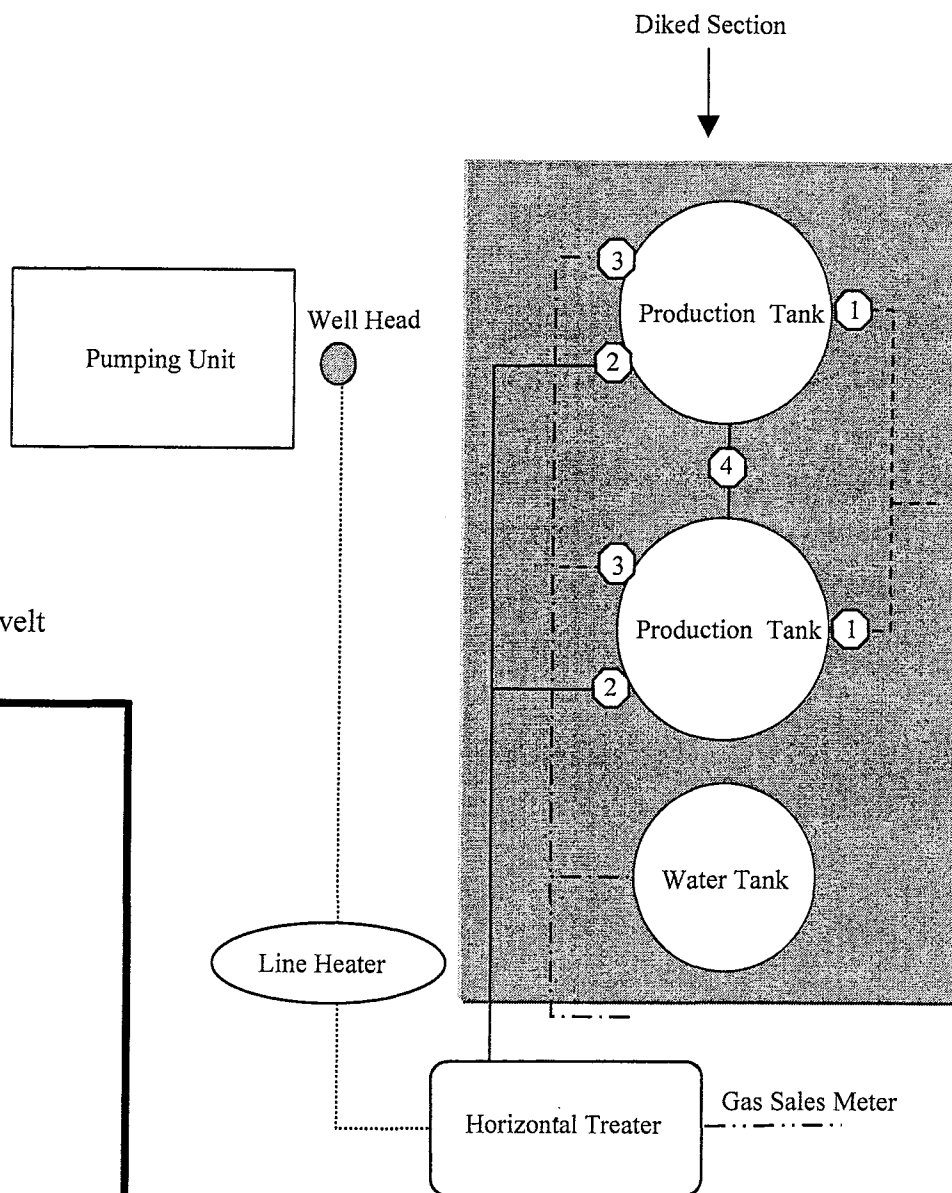 Diked Section
3
Production Tank
1
Well Head
Pumping Unit
2
4
3
velt
Production Tank
1
2
Water Tank
Line Heater
Gas Sales Meter
Horizontal Treater